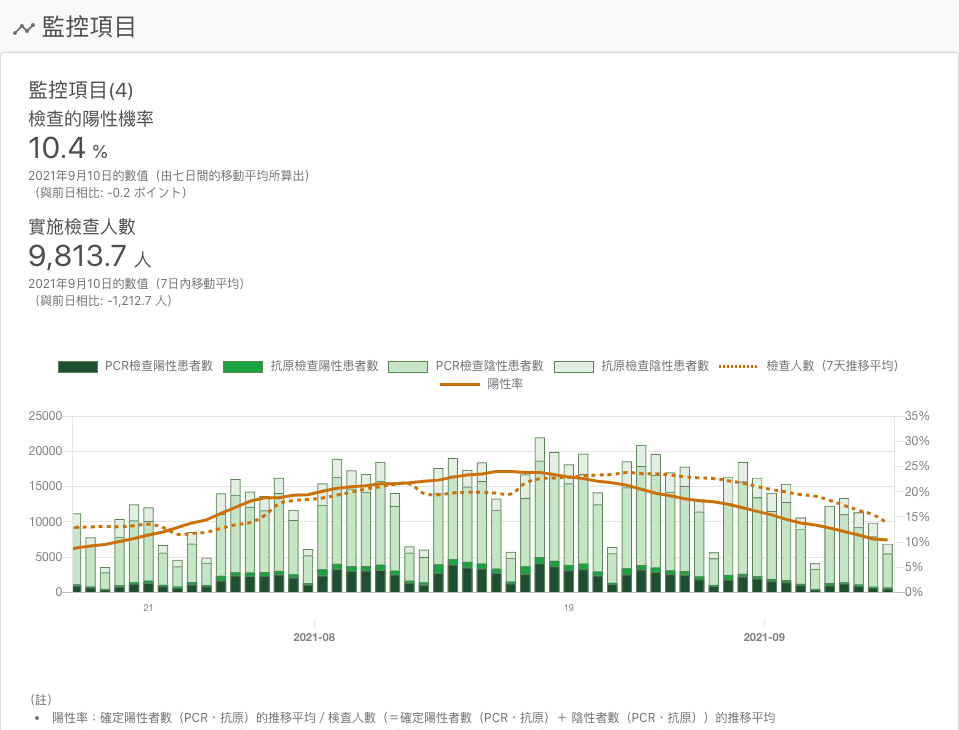 監控項目
監控項目(4)
檢查的陽性機率
10.4 %
2021年9月10日的數值（由七日間的移動平均所算出）
（與前日相比: -0.2 ポイント）
實施檢查人數
9,813.7 人
2021年9月10日的數值（7日內移動平均）
（與前日相比: -1,212.7 人）
PCR檢查陽性患者數 抗原檢查陽性患者數 PCR檢查陰性患者數 抗原檢查陰性患者數 檢查人數（7天推移平均）
陽性率
25000 35%
30%
20000
25%
15000 20%
15%
10000
10%
5000
5%
0 0%
21 19
2021-08 2021-09
（註）
• 陽性率：確定陽性者數（PCR・抗原）的推移平均 / 檢查人數（＝確定陽性者數（PCR・抗原）＋ 陰性者數（PCR・抗原））的推移平均